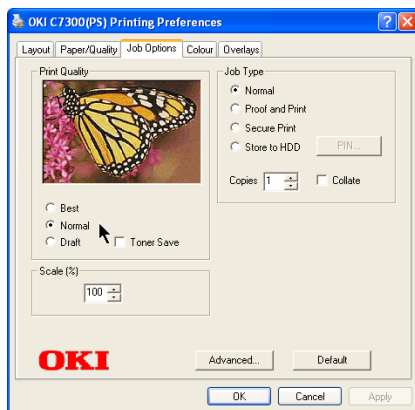 OKI C7300(PS) Printing Preferences
Layout Paper/Quality Job Options Colour Overlays
Print Quality
Best
Normal
Draft Toner Save
Scale (%)
100
Job Type
Normal
Proof and Print
Secure Print
Store to HDD PIN...
Copies 1 Collate
OKI Advanced... Default
OK Cancel Apply